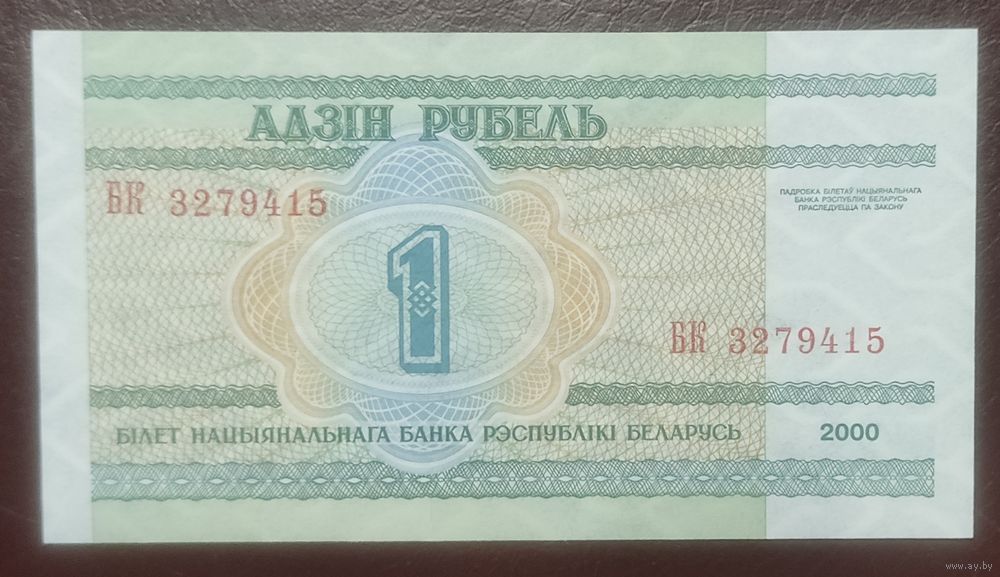 АДЗІН РУБЕЛЬ
БК 3279415
ПАДРОБКА БІЛЕТАЎ НАЦЫЯНАЛЬНАГА
БАНКА РЭСПУБЛІКІ БЕЛАРУСЬ
ПРАСЛЕДУЕЦЦА ПА ЗАКОНУ
1
БК 3279415
БІЛЕТ НАЦЫЯНАЛЬНАГА БАНКА РЭСПУБЛІКІ БЕЛАРУСЬ
2000
www.ay.by